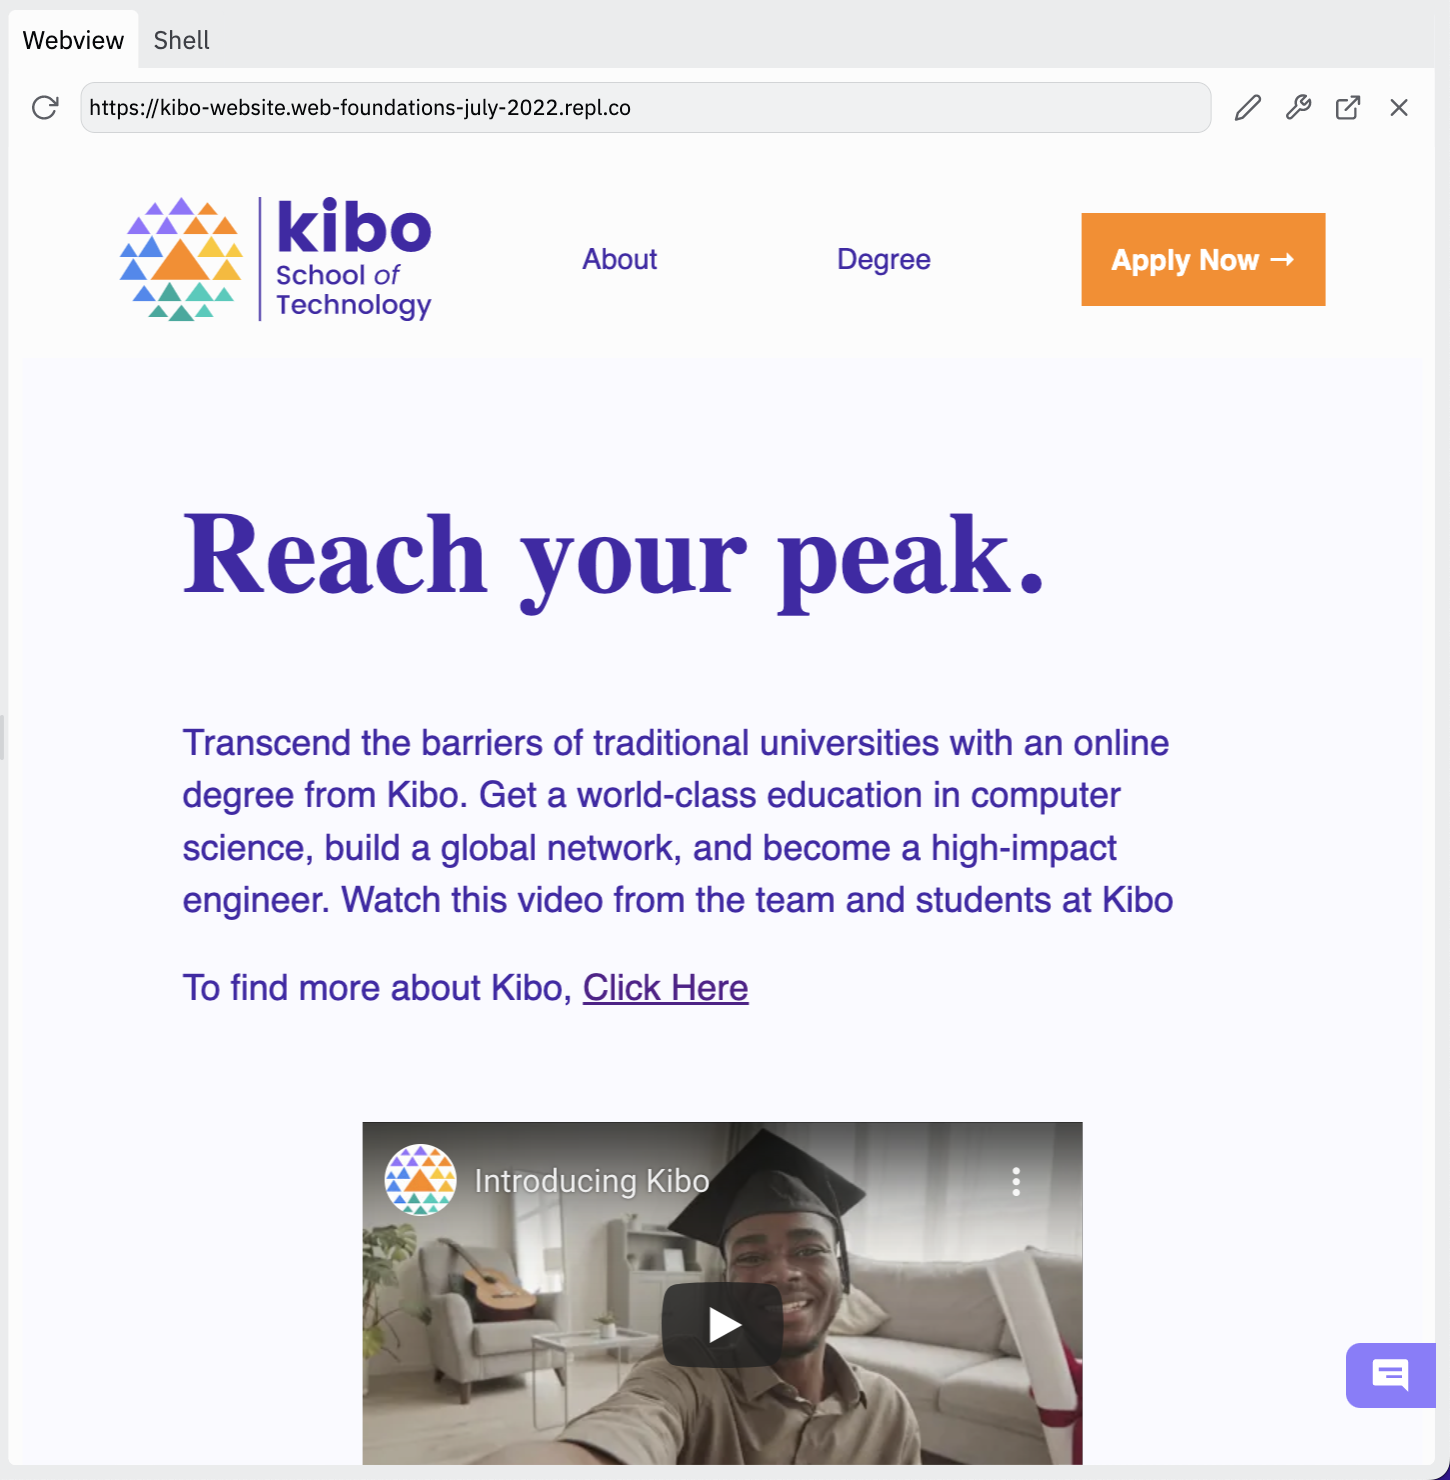 Webview Shell
https://kibo-website.web-foundations-july-2022.repl.co
kibo
School of
Technology
About
Degree
Apply Now →
Reach your peak.
Transcend the barriers of traditional universities with an online
degree from Kibo. Get a world-class education in computer
science, build a global network, and become a high-impact
engineer. Watch this video from the team and students at Kibo
To find more about Kibo, Click Here
Introducing Kibo